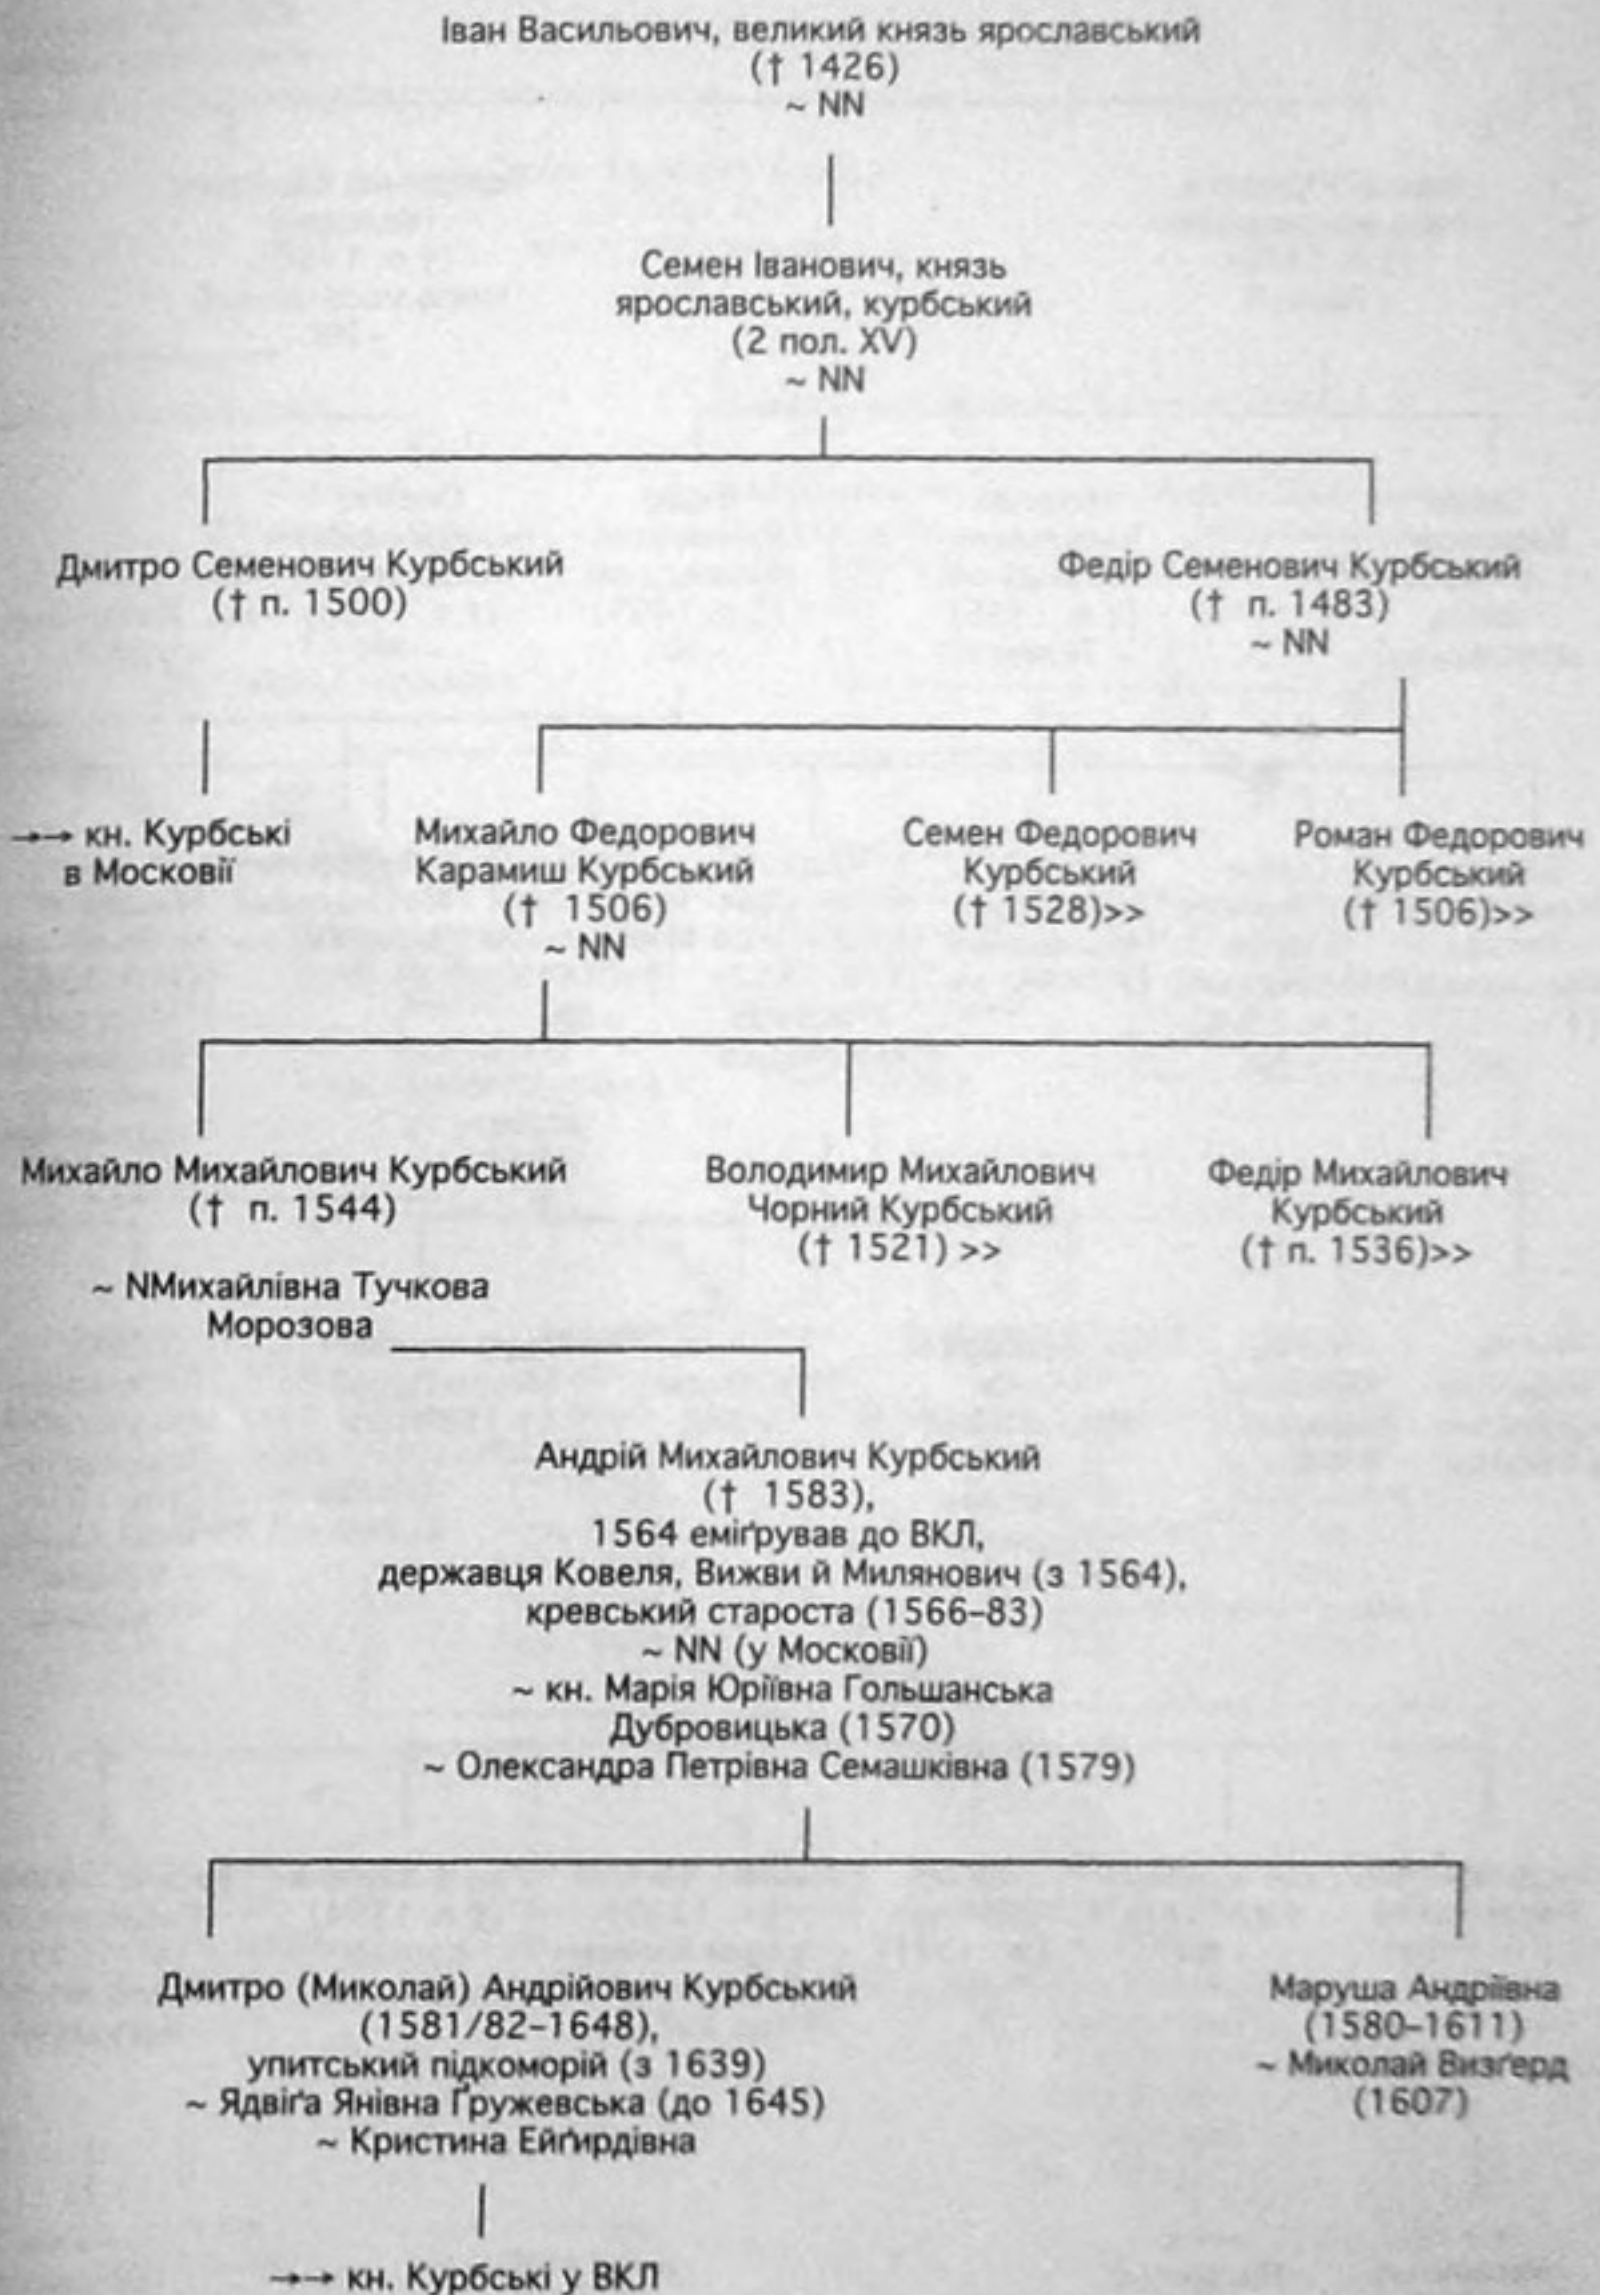 Іван Васильович, великий князь ярославський
(† 1426)
~ NN
Семен Іванович, князь
ярославський, курбський
(2 пол. XV)
~ NN
Дмитро Семенович Курбський
(† п. 1500)
Федір Семенович Курбський
(† п. 1483)
~ NN
→→ кн. Курбські
в Московії
Михайло Федорович
Карамиш Курбський
(† 1506)
~ NN
Семен Федорович
Курбський
(† 1528)>>
Роман Федорович
Курбський
(† 1506)>>
Михайло Михайлович Курбський
(† п. 1544)
~ NМихайлівна Тучкова
Морозова
Володимир Михайлович
Чорний Курбський
(† 1521) >>
Федір Михайлович
Курбський
(† п. 1536)>>
Андрій Михайлович Курбський
(† 1583),
1564 еміґрував до ВКЛ,
державця Ковеля, Вижви й Милянович (з 1564),
кревський староста (1566–83)
~ NN (у Московії)
~ кн. Марія Юріївна Гольшанська
Дубровицька (1570)
~ Олександра Петрівна Семашківна (1579)
Дмитро (Миколай) Андрійович Курбський
(1581/82–1648),
упитський підкоморій (з 1639)
~ Ядвіґа Янівна Ґружевська (до 1645)
~ Кристина Ейґирдівна
Маруша Андріївна
(1580–1611)
~ Миколай Визґерд
(1607)
→→ кн. Курбські у ВКЛ